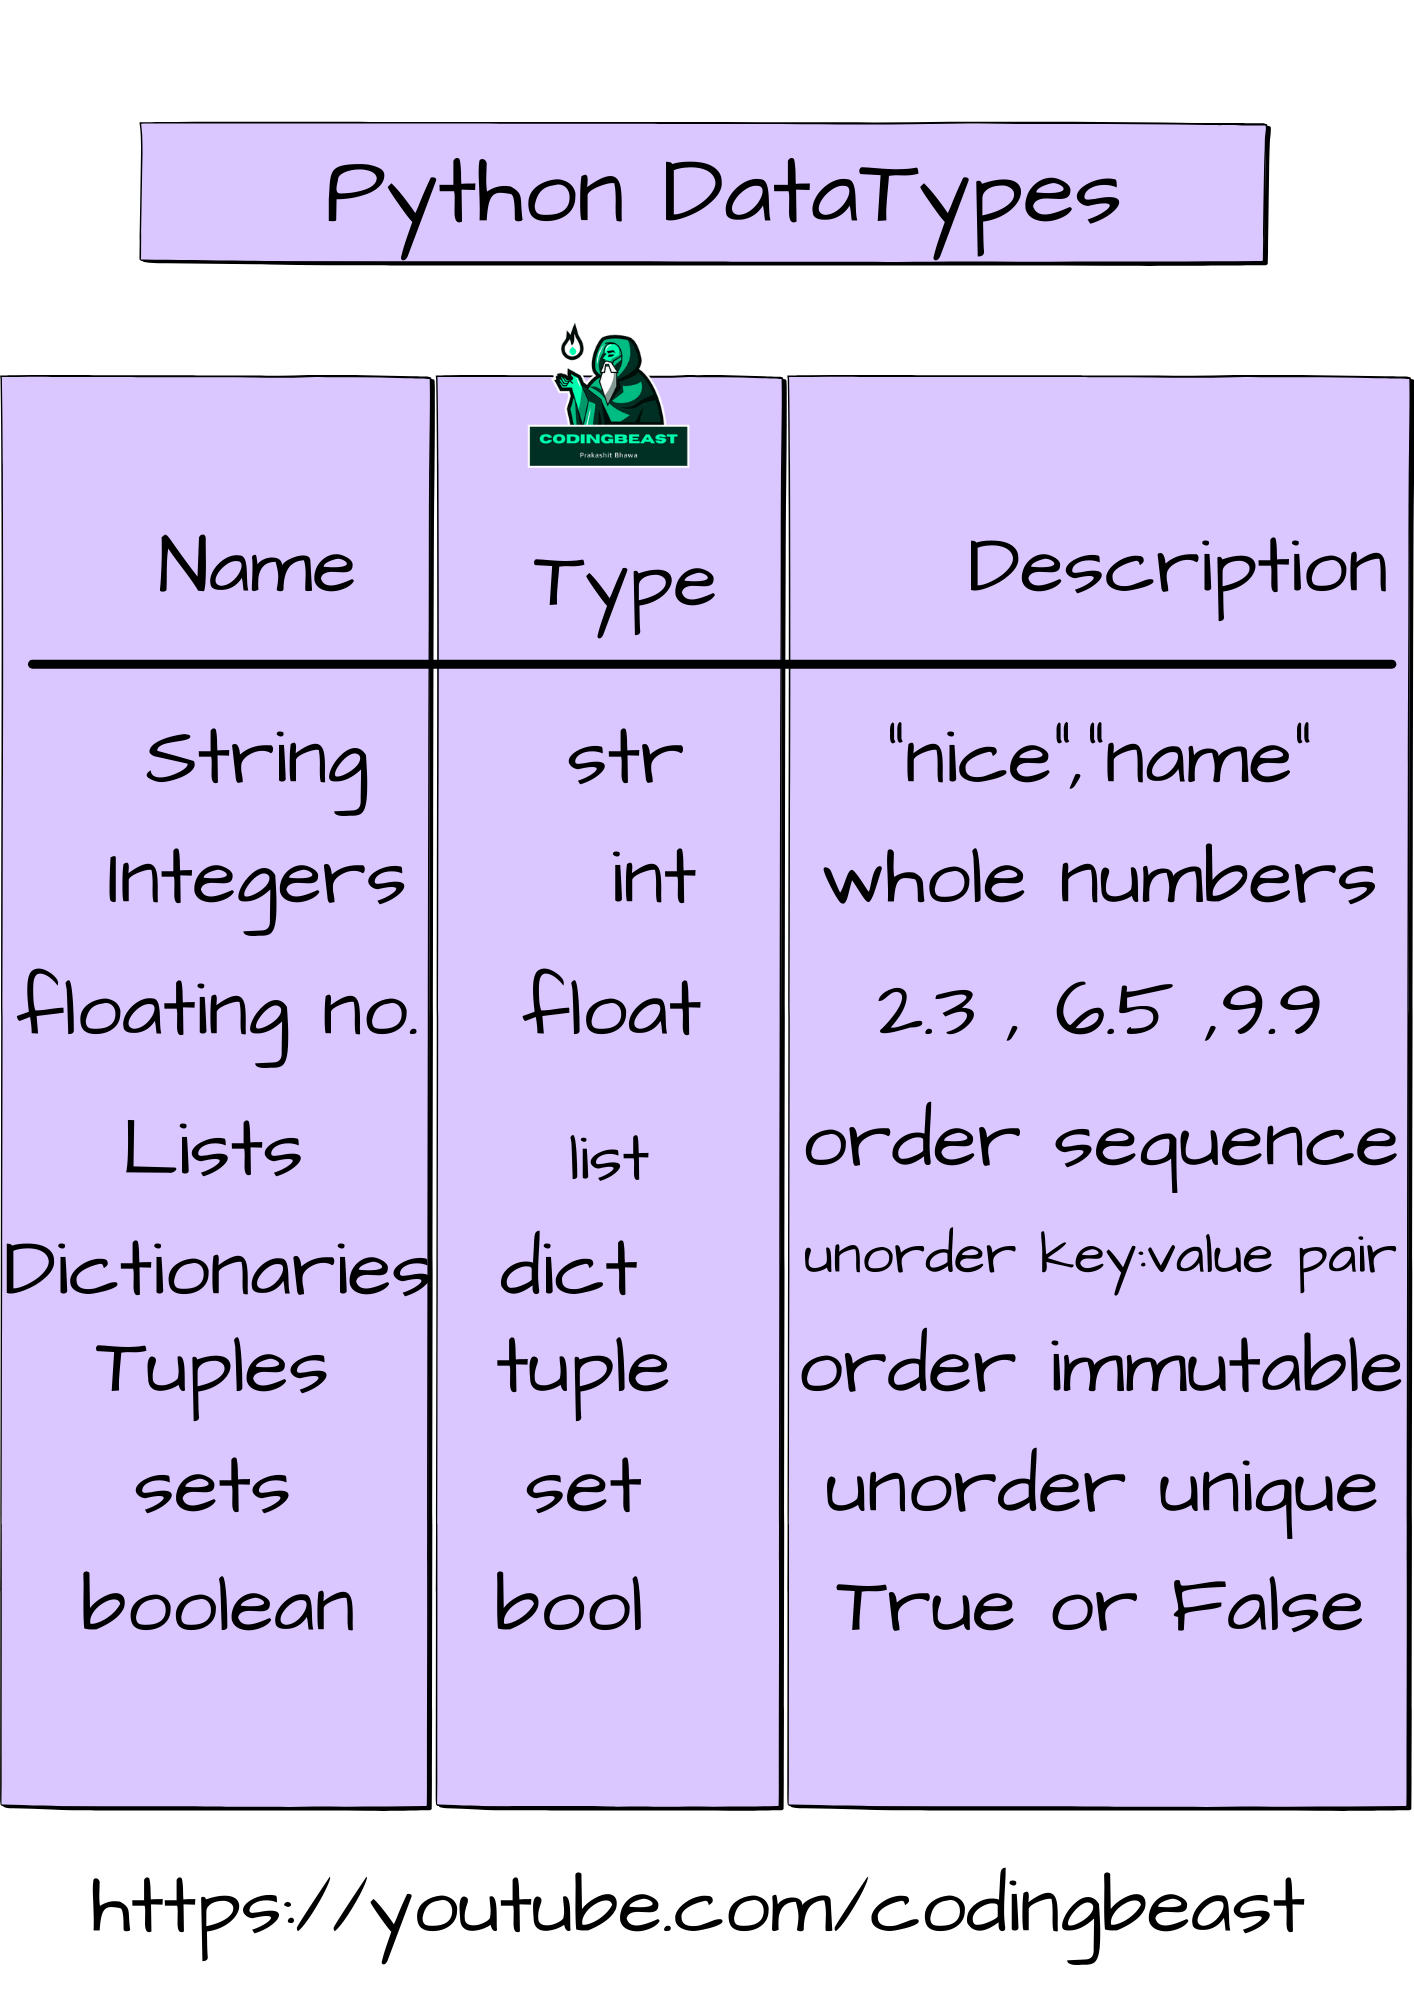 Python DataTypes
CODINGBEAST
Prakashit Bhawa
Name Type Description
String str "nice","name"
Integers int whole numbers
floating no. float 2.3 , 6.5 ,9.9
Lists list order sequence
Dictionaries dict unorder key:value pair
Tuples tuple order immutable
sets set unorder unique
boolean bool True or False
https://youtube.com/codingbeast